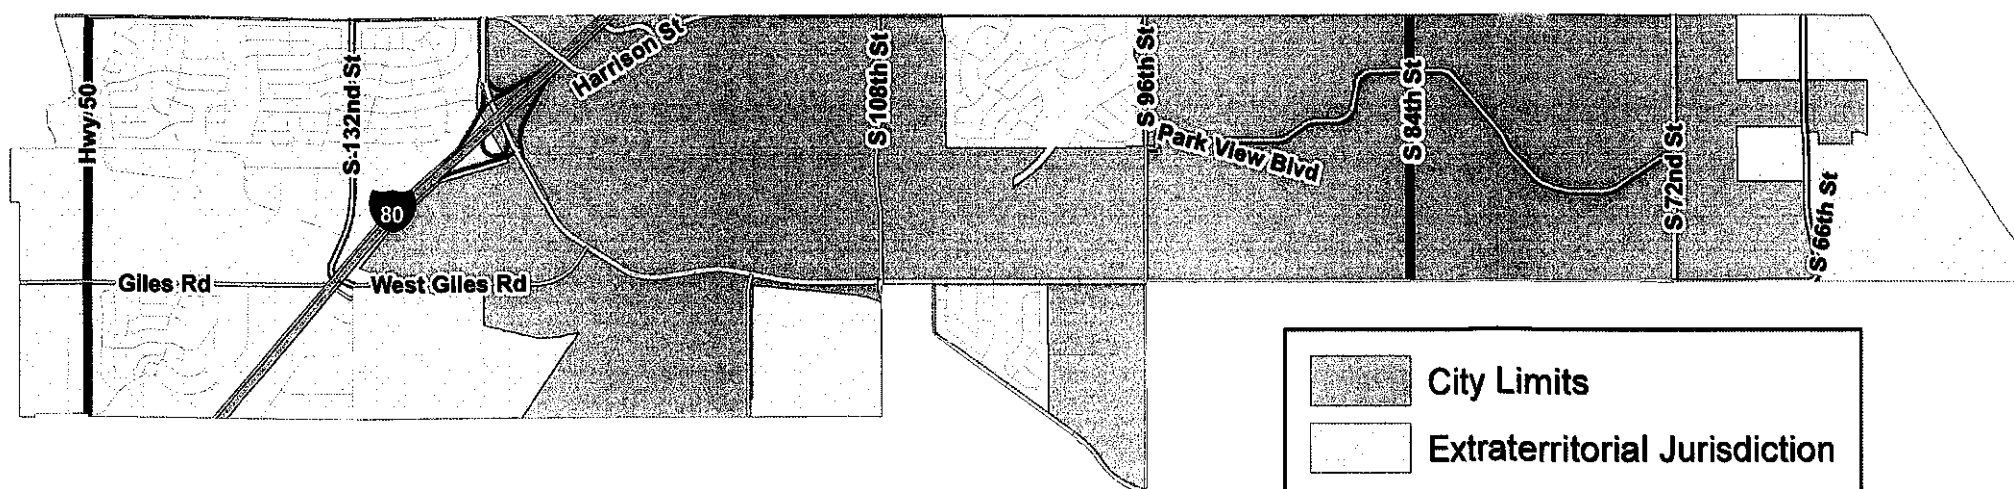 Hwy 50
S 132nd St
Harrison St
S 108th St
S 96th St
Park View Blvd
S 84th St
S 72nd St
S 66th St
80
Giles Rd
West Giles Rd
City Limits
Extraterritorial Jurisdiction